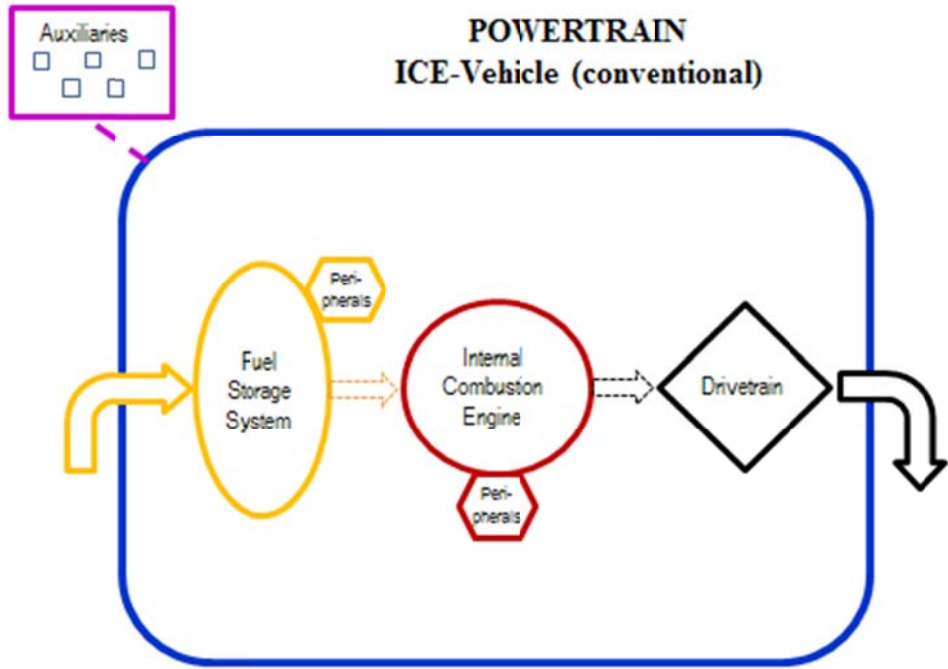 Auxiliaries
POWERTRAIN
ICE-Vehicle (conventional)
Peri-
pherals
Fuel
Storage
System
Internal
Combustion
Engine
Drivetrain
Peri-
pherals